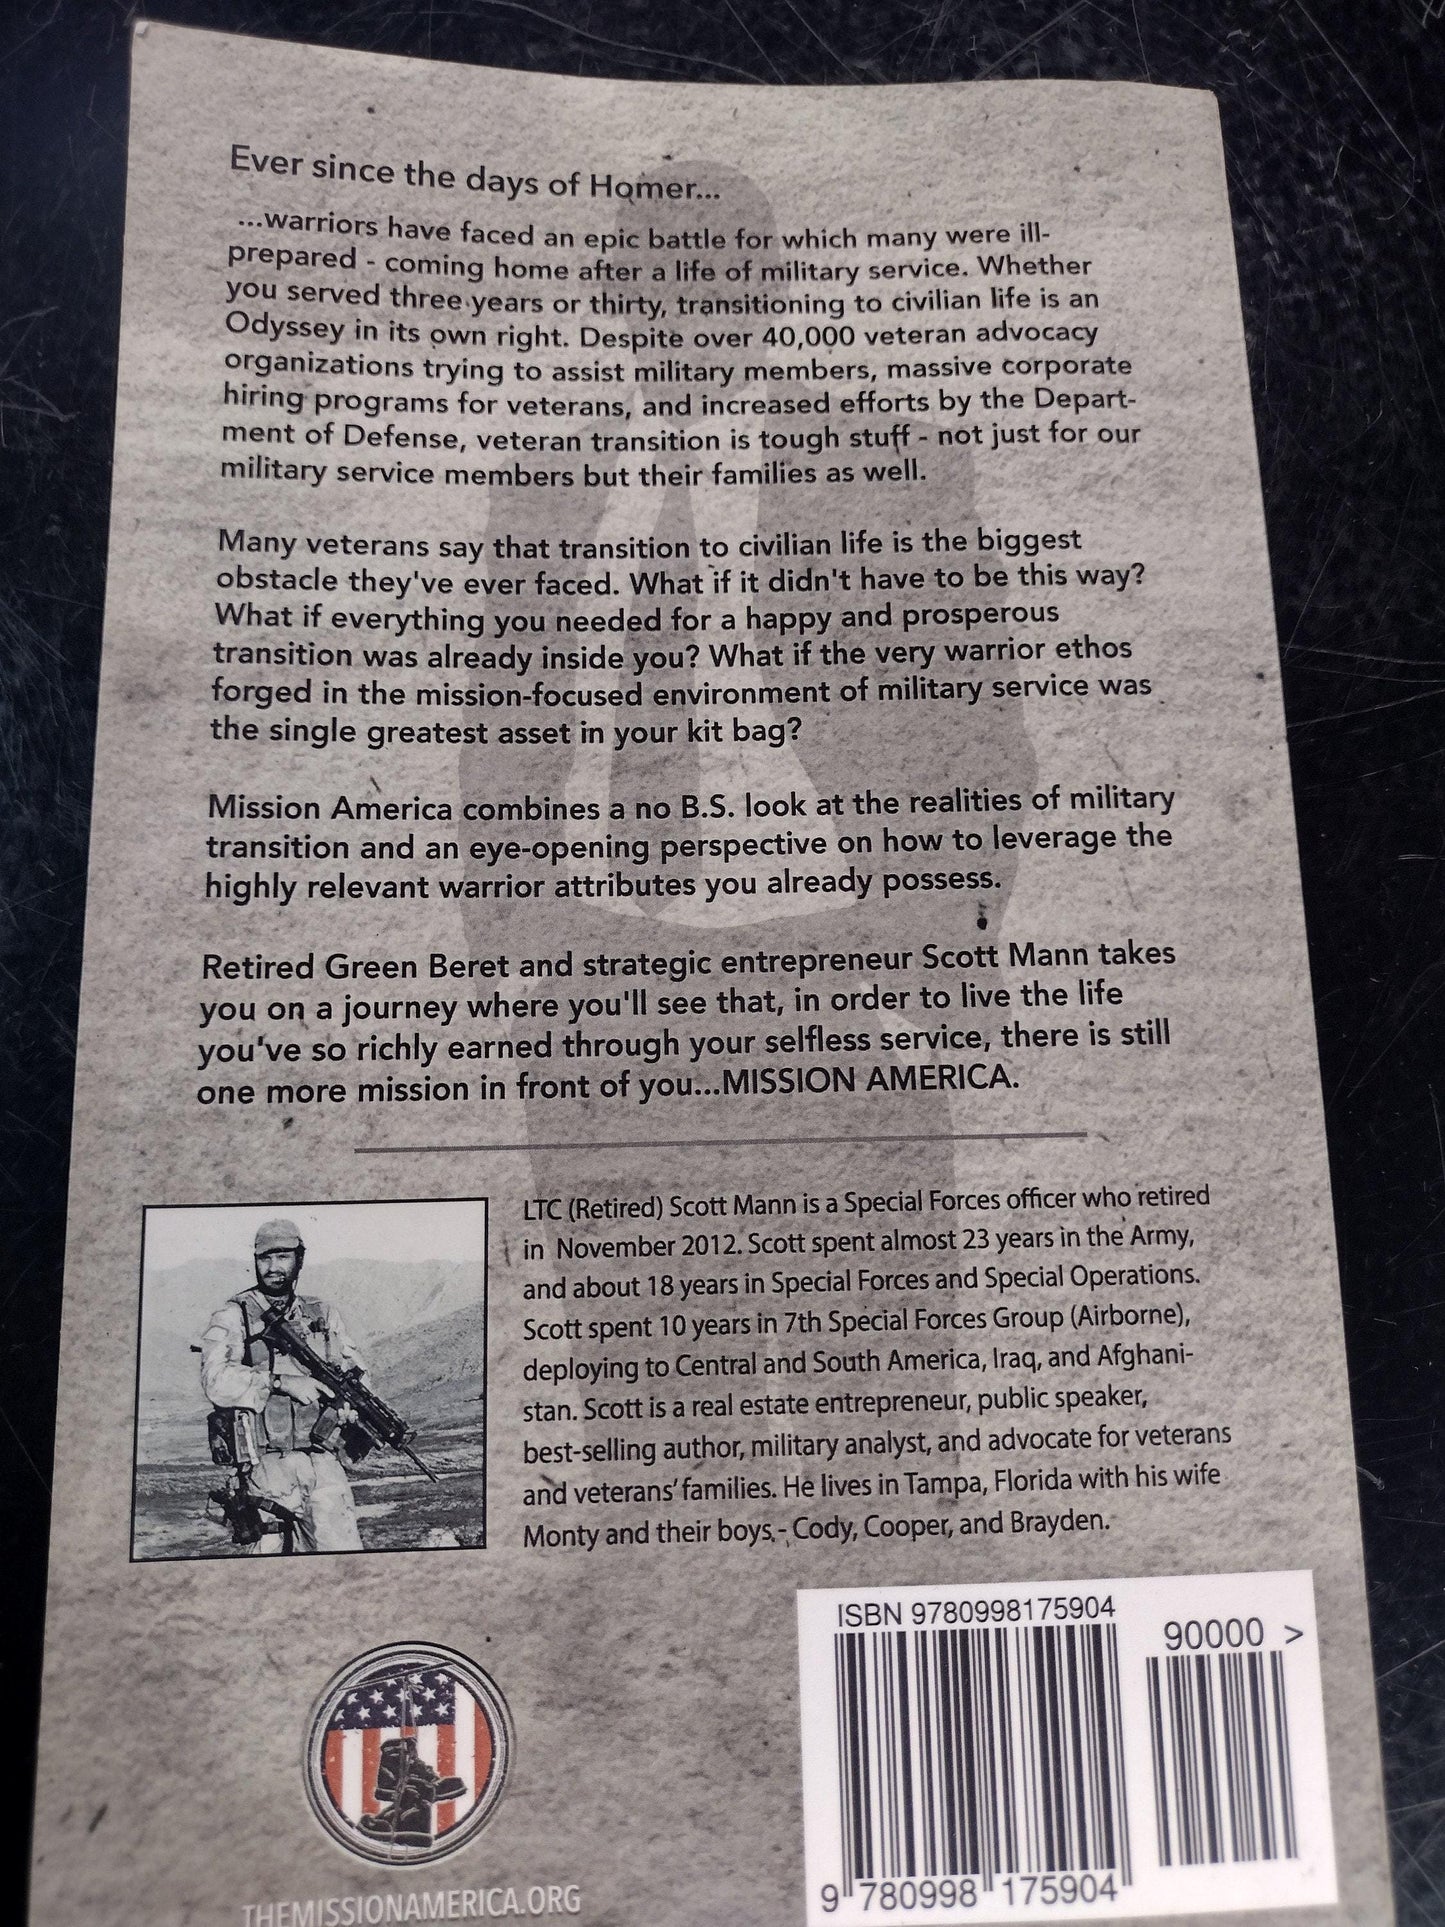 Ever since the days of Homer...
...warriors have faced an epic battle for which many were ill-
prepared - coming home after a life of military service. Whether
you served three years or thirty, transitioning to civilian life is an
Odyssey in its own right. Despite over 40,000 veteran advocacy
organizations trying to assist military members, massive corporate
hiring programs for veterans, and increased efforts by the Depart-
ment of Defense, veteran transition is tough stuff - not just for our
military service members but their families as well.
Many veterans say that transition to civilian life is the biggest
obstacle they've ever faced. What if it didn't have to be this way?
What if everything you needed for a happy and prosperous
transition was already inside you? What if the very warrior ethos
forged in the mission-focused environment of military service was
the single greatest asset in your kit bag?
Mission America combines a no B.S. look at the realities of military
transition and an eye-opening perspective on how to leverage the
highly relevant warrior attributes you already possess.
Retired Green Beret and strategic entrepreneur Scott Mann takes
you on a journey where you'll see that, in order to live the life
you've so richly earned through your selfless service, there is still
one more mission in front of you...MISSION AMERICA.
LTC (Retired) Scott Mann is a Special Forces officer who retired
in November 2012. Scott spent almost 23 years in the Army,
and about 18 years in Special Forces and Special Operations.
Scott spent 10 years in 7th Special Forces Group (Airborne),
deploying to Central and South America, Iraq, and Afghani-
stan. Scott is a real estate entrepreneur, public speaker,
best-selling author, military analyst, and advocate for veterans
and veterans' families. He lives in Tampa, Florida with his wife
Monty and their boys - Cody, Cooper, and Brayden.
ISBN 9780998175904
90000 >
9 780998 175904
THEMISSIONAMERICA.ORG